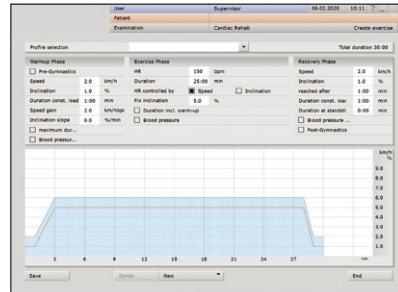 User Supervisor 06.02.2020 10:11 ? _
Patient
Examination Cardiac Rehab Create exercise
Profile selection Total duration 30:00
Warmup Phase Exercise Phase Recovery Phase
Pre-Gymnastics HR 150 bpm Speed 2.0 km/h
Speed 2.0 km/h Duration 25:00 min Inclination 1.0 %
Inclination 1.0 % HR controlled by Speed Inclination reached after 1:00 min
Duration const. load 1:00 min Fix inclination 5.0 % Duration const. load 1:00 min
Speed gain 2.0 Duration incl. warm-up Duration at standstill 0:00 min
Inclination slope 0.0 %/min Blood pressure Blood pressure ...
maximum dur... Post-Gymnastics
Blood pressur...
km/h
%
9.0
8.0
7.0
6.0
5.0
4.0
3.0
2.0
1.0
3 6 9 12 15 18 21 24 27
Save Delete New End